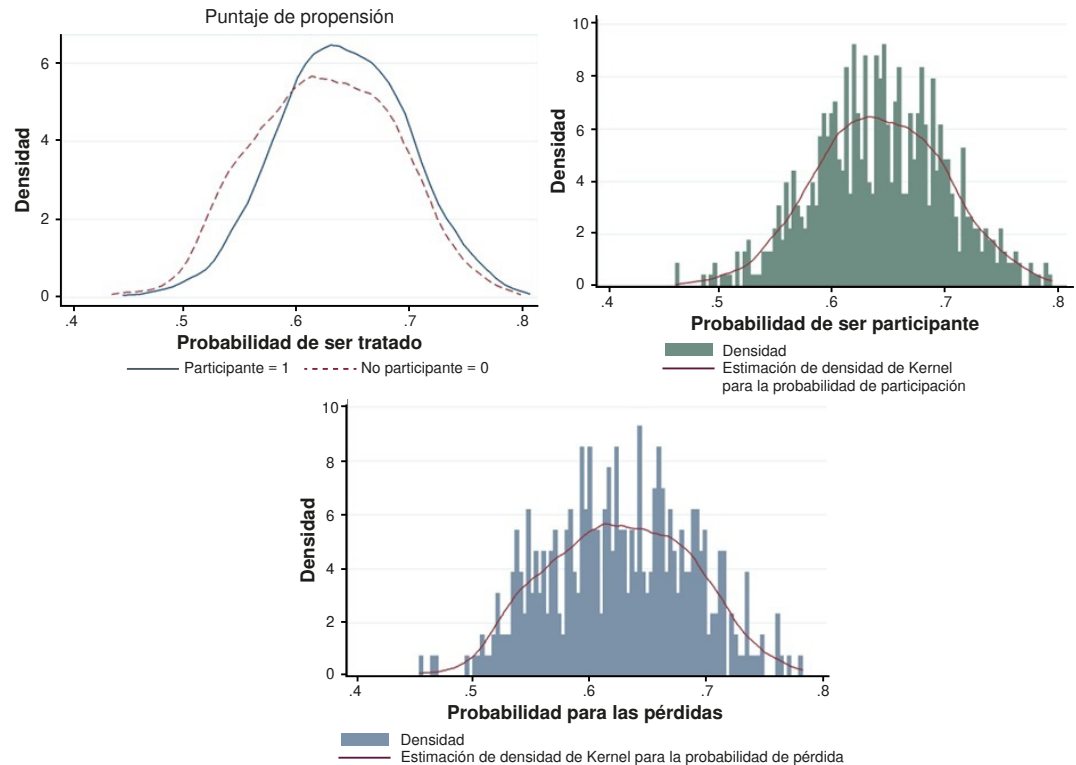 Puntaje de propensión
Densidad
6
4
2
0
.4
.5
.6
.7
.8
Probabilidad de ser tratado
Participante = 1
No participante = 0
Densidad
10
8
6
4
2
0
.4
.5
.6
.7
.8
Probabilidad de ser participante
Densidad
Estimación de densidad de Kernel
para la probabilidad de participación
Densidad
10
8
6
4
2
0
.4
.5
.6
.7
.8
Probabilidad para las pérdidas
Densidad
Estimación de densidad de Kernel para la probabilidad de pérdida